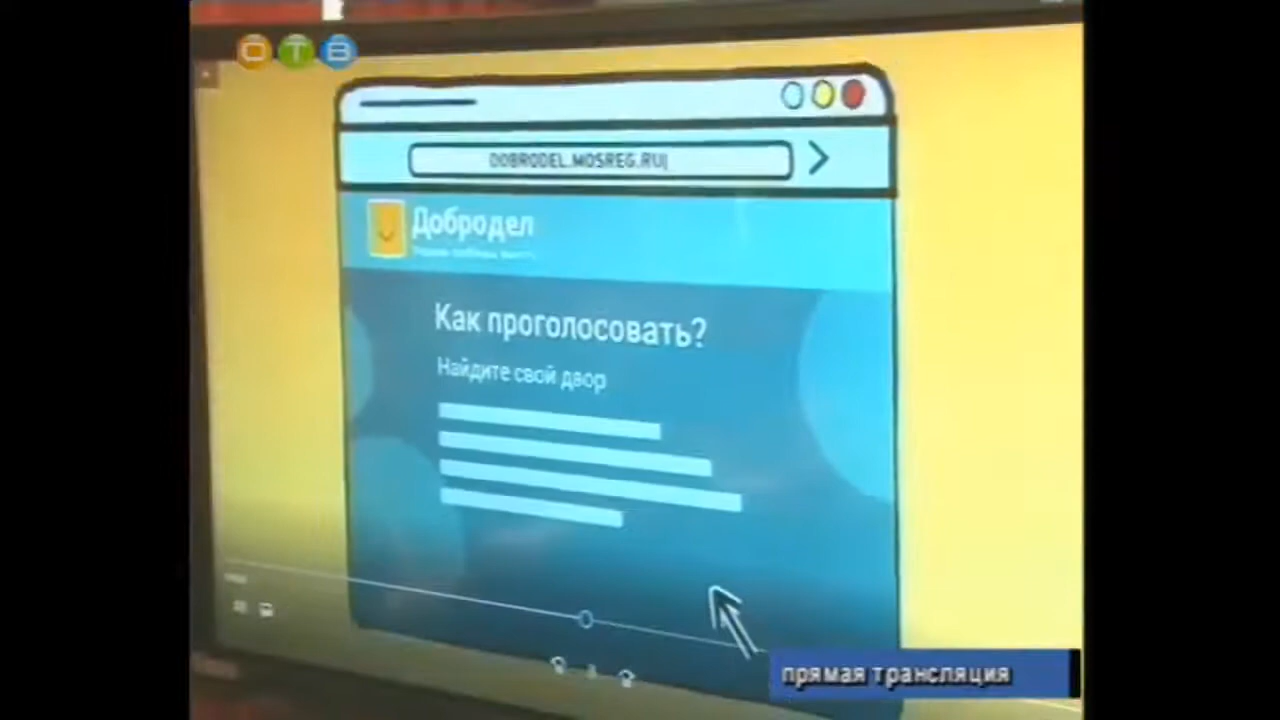 ОТВ
DOBRODEL.MOSREG.RU
Добродел
Как проголосовать?
Найдите свой двор
прямая трансляция